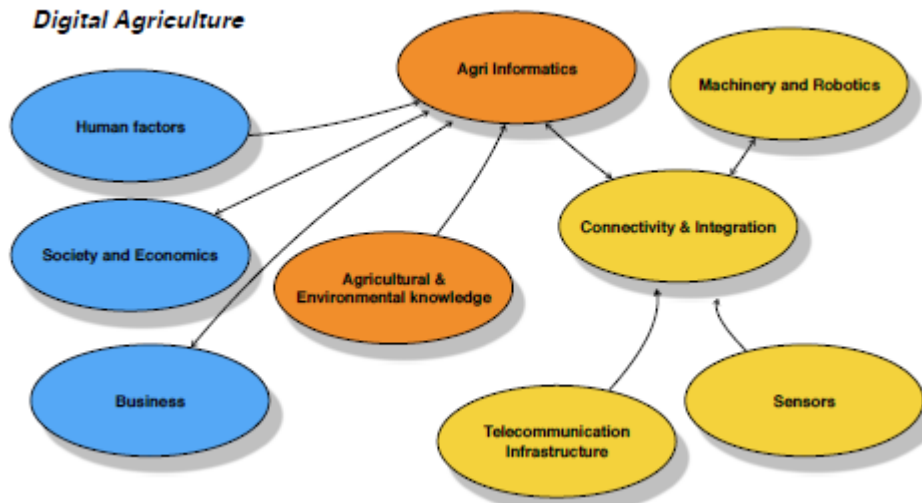 Digital Agriculture
Agri Informatics
Machinery and Robotics
Human factors
Connectivity & Integration
Society and Economics
Agricultural &
Environmental knowledge
Business
Sensors
Telecommunication
Infrastructure